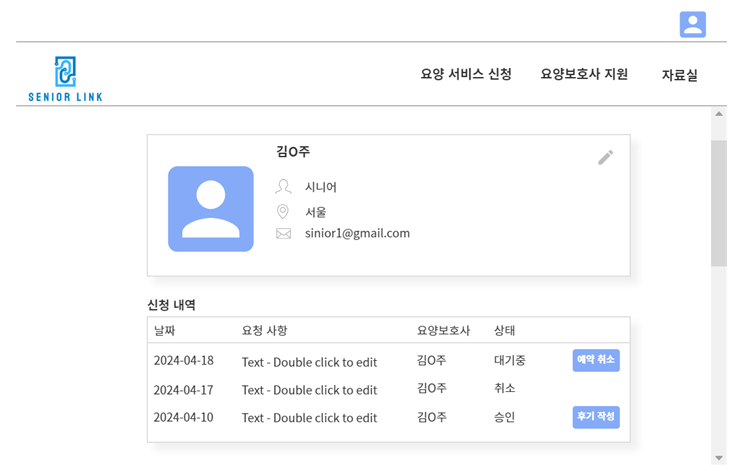 요양 서비스 신청 요양보호사 지원 자료실
SENIOR LINK
김O주
시니어
서울
sinior1@gmail.com
신청 내역
날짜 요청 사항 요양보호사 상태
2024-04-18 Text - Double click to edit 김O주 대기중 예약 취소
2024-04-17 Text - Double click to edit 김O주 취소
2024-04-10 Text - Double click to edit 김O주 승인 후기 작성